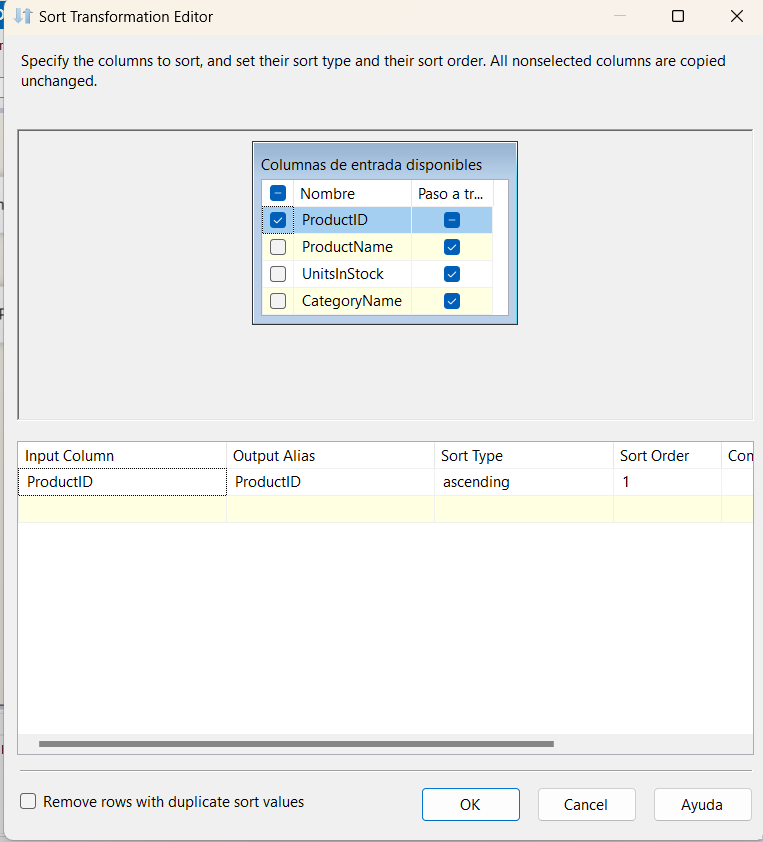 Sort Transformation Editor
Specify the columns to sort, and set their sort type and their sort order. All nonselected columns are copied
unchanged.
Columnas de entrada disponibles
Nombre Paso a tr...
ProductID
ProductName
UnitsInStock
CategoryName
Input Column Output Alias Sort Type Sort Order Con
ProductID ProductID ascending 1
Remove rows with duplicate sort values OK Cancel Ayuda